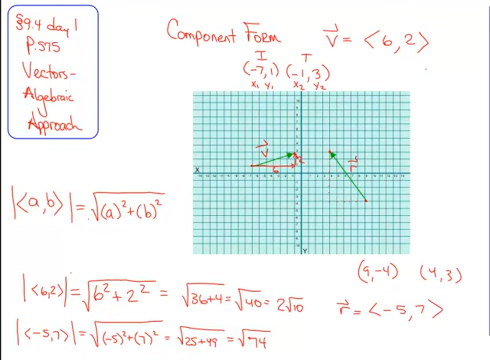 §9.4 day 1
P.575
Vectors-
Algebraic
Approach
Component Form
v = <6, 2>
I T
(-7, 1) (-1, 3)
x₁ y₁ x₂ y₂
X
v
6
2
r
Y
|<a, b>| = √(a)² + (b)²
(9, -4) (4, 3)
r = <-5, 7>
|<6, 2>| = √6² + 2² = √36+4 = √40 = 2√10
|<-5, 7>| = √(-5)² + (7)² = √25+49 = √74